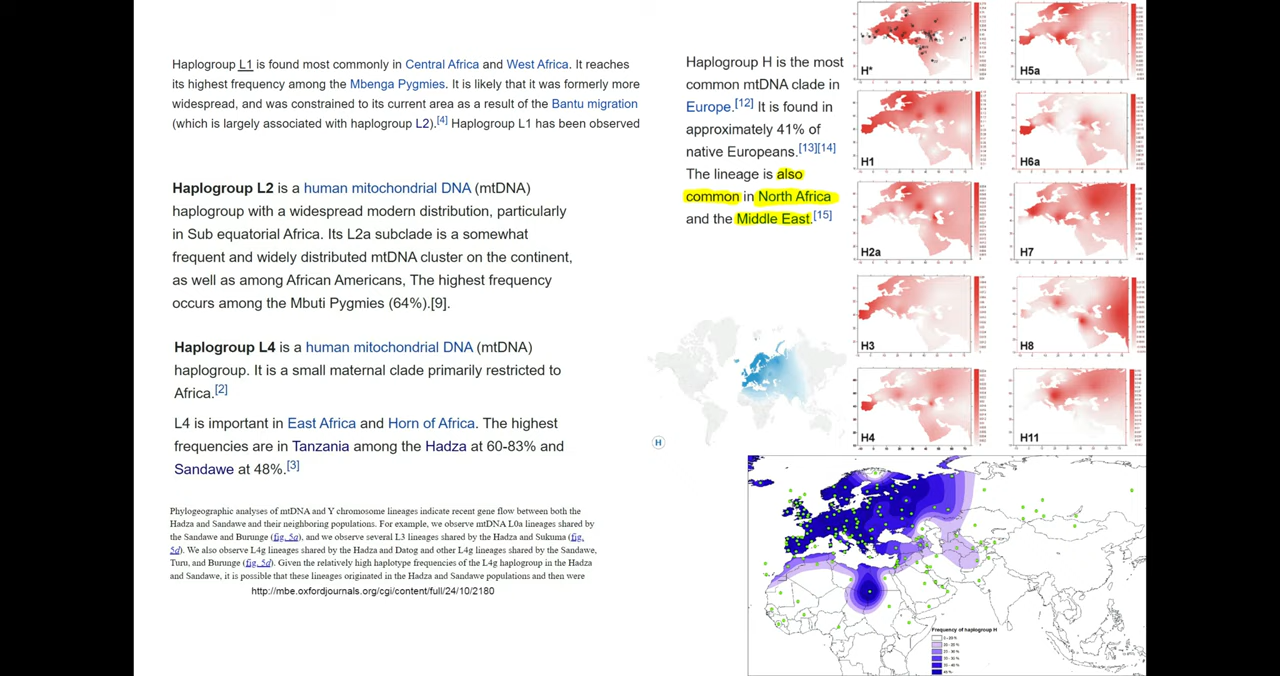 Haplogroup L1 is found most commonly in Central Africa and West Africa. It reaches
its highest frequency among the Mbenga Pygmies. It is likely that it was formerly more
widespread, and was constrained to its current area as a result of the Bantu migration
(which is largely associated with Haplogroup L2).[4] Haplogroup L1 has been observed
Haplogroup L2 is a human mitochondrial DNA (mtDNA)
haplogroup with a widespread modern distribution, particularly
in Sub equatorial Africa. Its L2a subclade is a somewhat
frequent and widely distributed mtDNA cluster on the continent,
as well as among African Americans, The highest frequency
occurs among the Mbuti Pygmies (64%).[9].
Haplogroup L4 is a human mitochondrial DNA (mtDNA)
haplogroup. It is a small maternal clade primarily restricted to
Africa.[2]
L4 is important in East Africa and Horn of Africa. The highest
frequencies are in Tanzania among the Hadza at 60-83% and
Sandawe at 48%.[3]
Phylogeographic analyses of mtDNA and Y chromosome lineages indicate recent gene flow between both the
Hadza and Sandawe and their neighboring populations. For example, we observe mtDNA L0a lineages shared by
the Sandawe and Burunge (fig. 5a), and we observe several L3 lineages shared by the Hadza and Sukuma (fig.
5d). We also observe L4g lineages shared by the Hadza and Datog and other L4g lineages shared by the Sandawe,
Turu, and Burunge (fig. 5d). Given the relatively high haplotype frequencies of the L4g haplogroup in the Hadza
and Sandawe, it is possible that these lineages originated in the Hadza and Sandawe populations and then were
http://mbe.oxfordjournals.org/cgi/content/full/24/10/2180
Haplogroup H is the most
common mtDNA clade in
Europe.[12] It is found in
approximately 41% of
native Europeans.[13][14]
The lineage is also
common in North Africa
and the Middle East.[15]
H
H*
H5a
H1
H6a
H2a
H7
H3
H8
H4
H11
Frequency of haplogroup H